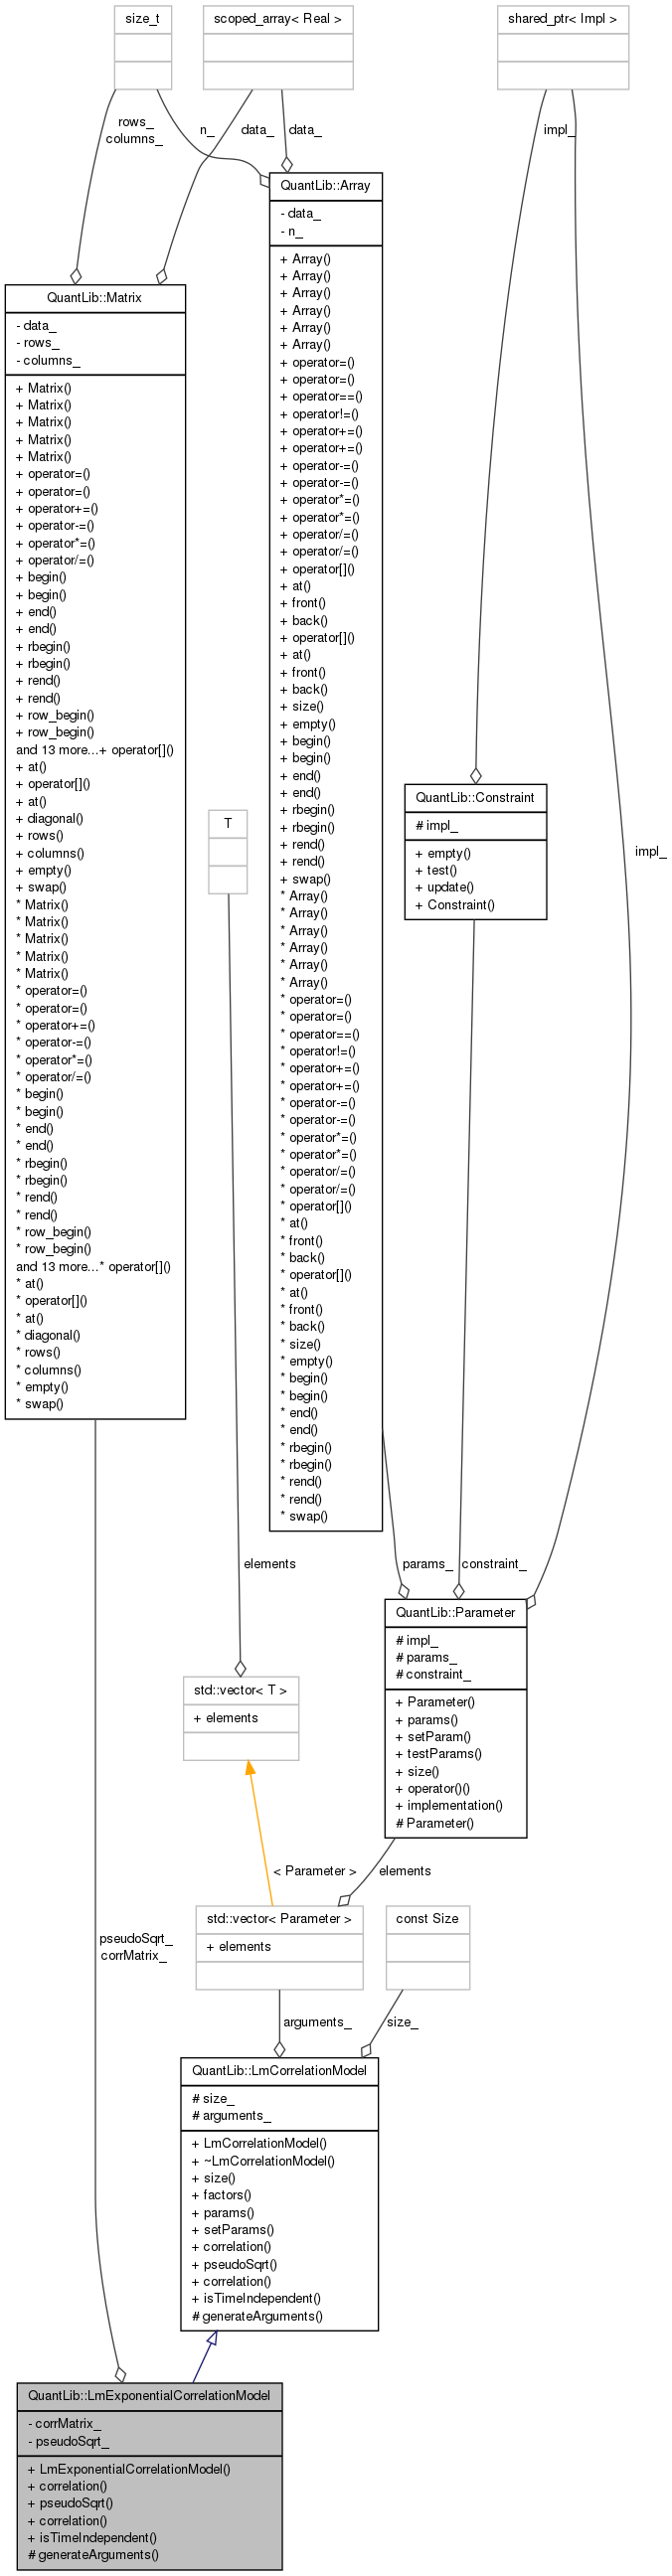 size_t
scoped_array< Real >
shared_ptr< Impl >
rows_
columns_
n_
data_
data_
impl_
QuantLib::Array
- data_
- n_
+ Array()
+ Array()
+ Array()
+ Array()
+ Array()
+ Array()
+ operator=()
+ operator=()
+ operator==()
+ operator!=()
+ operator+=()
+ operator+=()
+ operator-=()
+ operator-=()
+ operator*=()
+ operator*=()
+ operator/=()
+ operator/=()
+ operator[]()
+ at()
+ front()
+ back()
+ operator[]()
+ at()
+ front()
+ back()
+ size()
+ empty()
+ begin()
+ begin()
+ end()
+ end()
+ rbegin()
+ rbegin()
+ rend()
+ rend()
+ swap()
* Array()
* Array()
* Array()
* Array()
* Array()
* Array()
* operator=()
* operator=()
* operator==()
* operator!=()
* operator+=()
* operator+=()
* operator-=()
* operator-=()
* operator*=()
* operator*=()
* operator/=()
* operator/=()
* operator[]()
* at()
* front()
* back()
* operator[]()
* at()
* front()
* back()
* size()
* empty()
* begin()
* begin()
* end()
* end()
* rbegin()
* rbegin()
* rend()
* rend()
* swap()
QuantLib::Matrix
- data_
- rows_
- columns_
+ Matrix()
+ Matrix()
+ Matrix()
+ Matrix()
+ Matrix()
+ operator=()
+ operator=()
+ operator+=()
+ operator-=()
+ operator*=()
+ operator/=()
+ begin()
+ begin()
+ end()
+ end()
+ rbegin()
+ rbegin()
+ rend()
+ rend()
+ row_begin()
+ row_begin()
and 13 more...+ operator[]()
+ at()
+ operator[]()
+ at()
+ diagonal()
+ rows()
+ columns()
+ empty()
+ swap()
* Matrix()
* Matrix()
* Matrix()
* Matrix()
* Matrix()
* operator=()
* operator=()
* operator+=()
* operator-=()
* operator*=()
* operator/=()
* begin()
* begin()
* end()
* end()
* rbegin()
* rbegin()
* rend()
* rend()
* row_begin()
* row_begin()
and 13 more...* operator[]()
* at()
* operator[]()
* at()
* diagonal()
* rows()
* columns()
* empty()
* swap()
T
QuantLib::Constraint
# impl_
+ empty()
+ test()
+ update()
+ Constraint()
impl_
elements
params_
constraint_
QuantLib::Parameter
# impl_
# params_
# constraint_
+ Parameter()
+ params()
+ setParam()
+ testParams()
+ size()
+ operator()()
+ implementation()
# Parameter()
std::vector< T >
+ elements
< Parameter >
elements
std::vector< Parameter >
+ elements
const Size
pseudoSqrt_
corrMatrix_
arguments_
size_
QuantLib::LmCorrelationModel
# size_
# arguments_
+ LmCorrelationModel()
+ ~LmCorrelationModel()
+ size()
+ factors()
+ params()
+ setParams()
+ correlation()
+ pseudoSqrt()
+ correlation()
+ isTimeIndependent()
# generateArguments()
QuantLib::LmExponentialCorrelationModel
- corrMatrix_
- pseudoSqrt_
+ LmExponentialCorrelationModel()
+ correlation()
+ pseudoSqrt()
+ correlation()
+ isTimeIndependent()
# generateArguments()